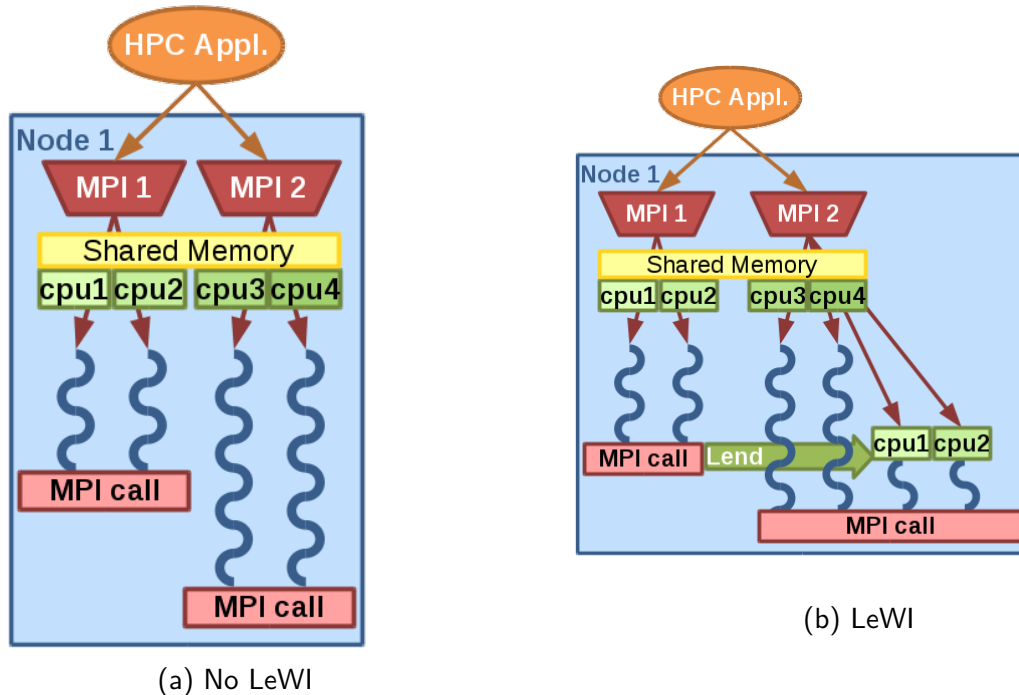 HPC Appl.
Node 1
MPI 1 MPI 2
Shared Memory
cpu1 cpu2 cpu3 cpu4
MPI call
MPI call
(a) No LeWI
HPC Appl.
Node 1
MPI 1 MPI 2
Shared Memory
cpu1 cpu2 cpu3 cpu4
cpu1 cpu2
MPI call Lend
MPI call
(b) LeWI